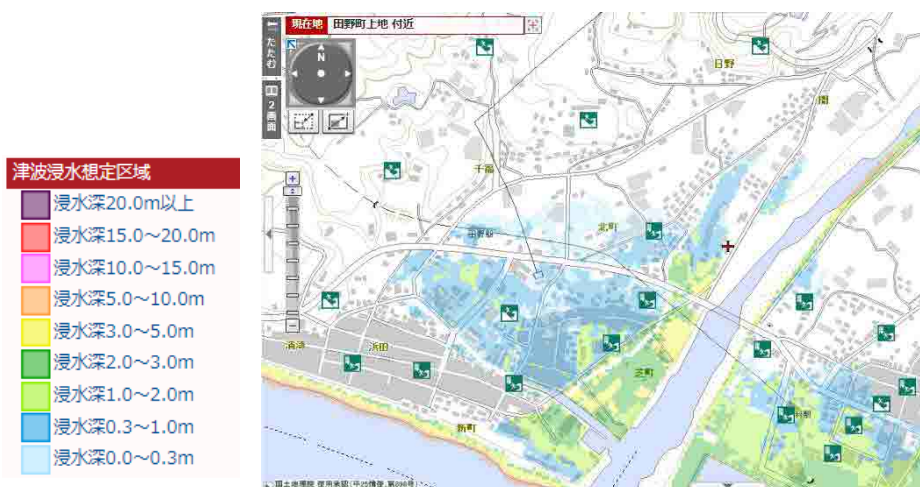 津波浸水想定区域
浸水深20.0m以上
浸水深15.0～20.0m
浸水深10.0～15.0m
浸水深5.0～10.0m
浸水深3.0～5.0m
浸水深2.0～3.0m
浸水深1.0～2.0m
浸水深0.3～1.0m
浸水深0.0～0.3m
たたむ
現在地 田野町上地 付近
N
2画面
日野
千福
北町
田野駅
浜田
芝町
新町